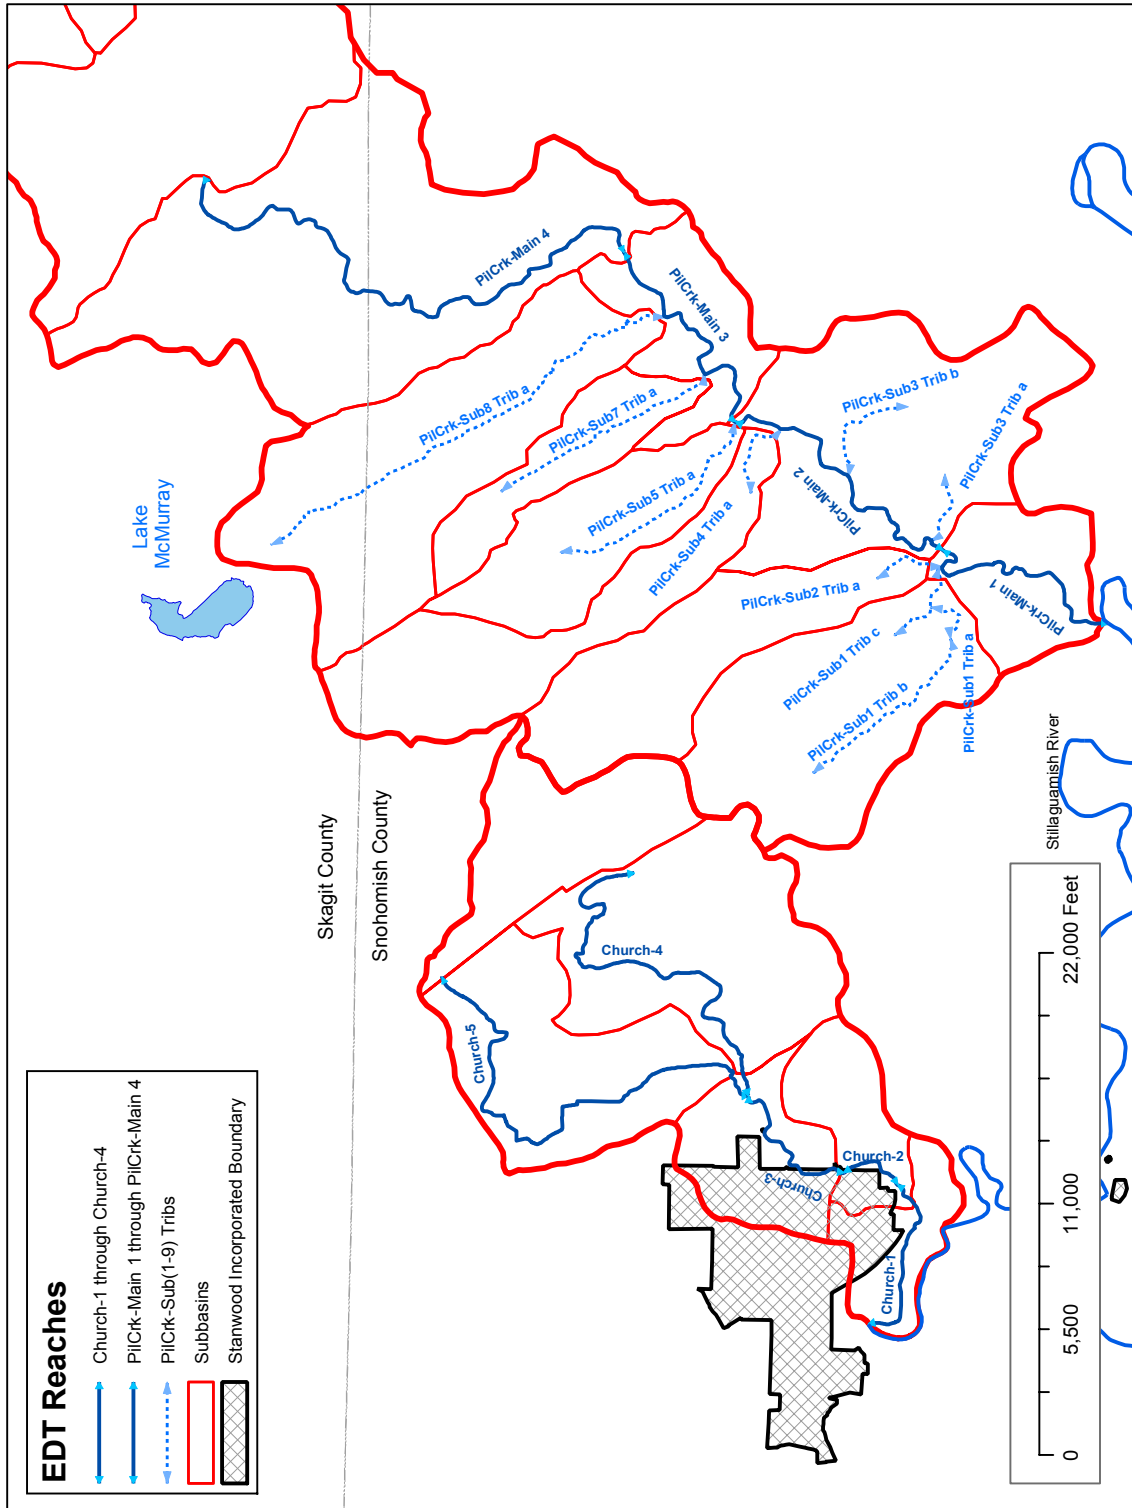 EDT Reaches
Church-1 through Church-4
PilCrk-Main 1 through PilCrk-Main 4
PilCrk-Sub(1-9) Tribs
Subbasins
Stanwood Incorporated Boundary
Skagit County
Snohomish County
Lake
McMurray
PilCrk-Main 4
PilCrk-Main 3
PilCrk-Sub8 Trib a
PilCrk-Sub7 Trib a
PilCrk-Sub5 Trib a
PilCrk-Sub4 Trib a
PilCrk-Sub3 Trib b
PilCrk-Sub3 Trib a
PilCrk-Main 2
PilCrk-Sub2 Trib a
PilCrk-Sub1 Trib c
PilCrk-Sub1 Trib b
PilCrk-Sub1 Trib a
PilCrk-Main 1
Church-5
Church-4
Church-3
Church-2
Church-1
Stillaguamish River
0
5,500
11,000
22,000 Feet